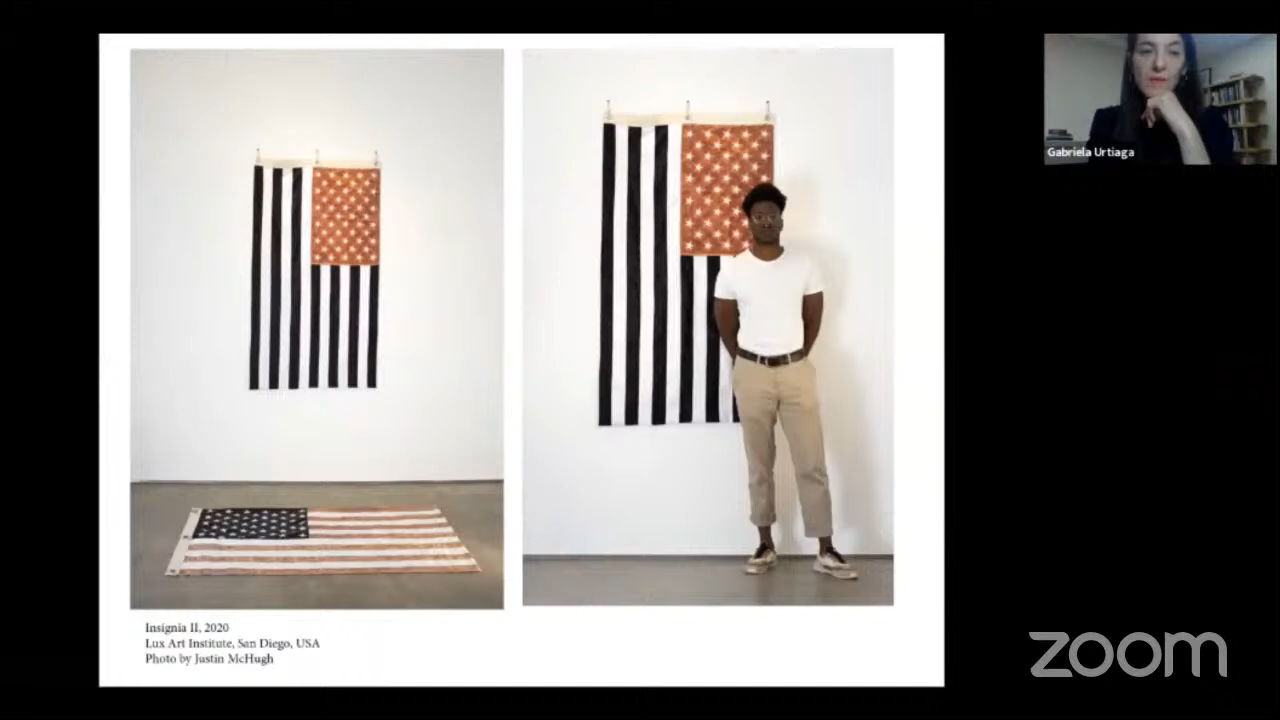 Insignia II, 2020
Lux Art Institute, San Diego, USA
Photo by Justin McHugh
Gabriela Urtiaga
zoom